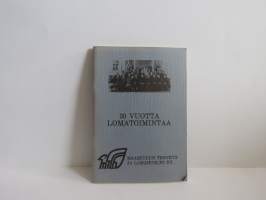 30 VUOTTA
LOMATOIMINTAA
MAASEUDUN TERVEYS
JA LOMAHUOLTO RY.